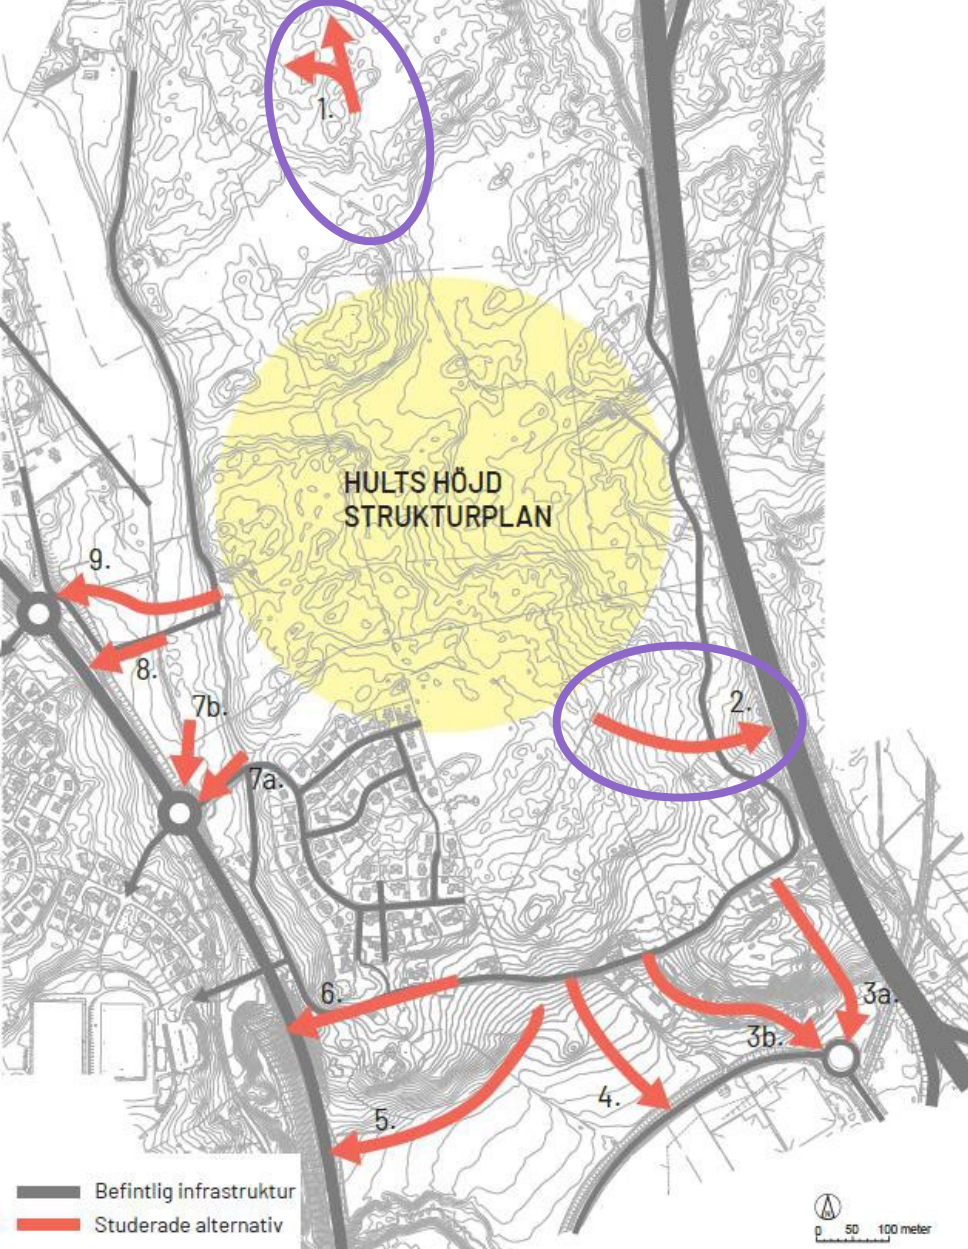 1.
HULTS HÖJD
STRUKTURPLAN
9.
8.
7b.
2.
7a.
6.
3a.
3b.
4.
5.
Befintlig infrastruktur
Studerade alternativ
N
0 50 100 meter